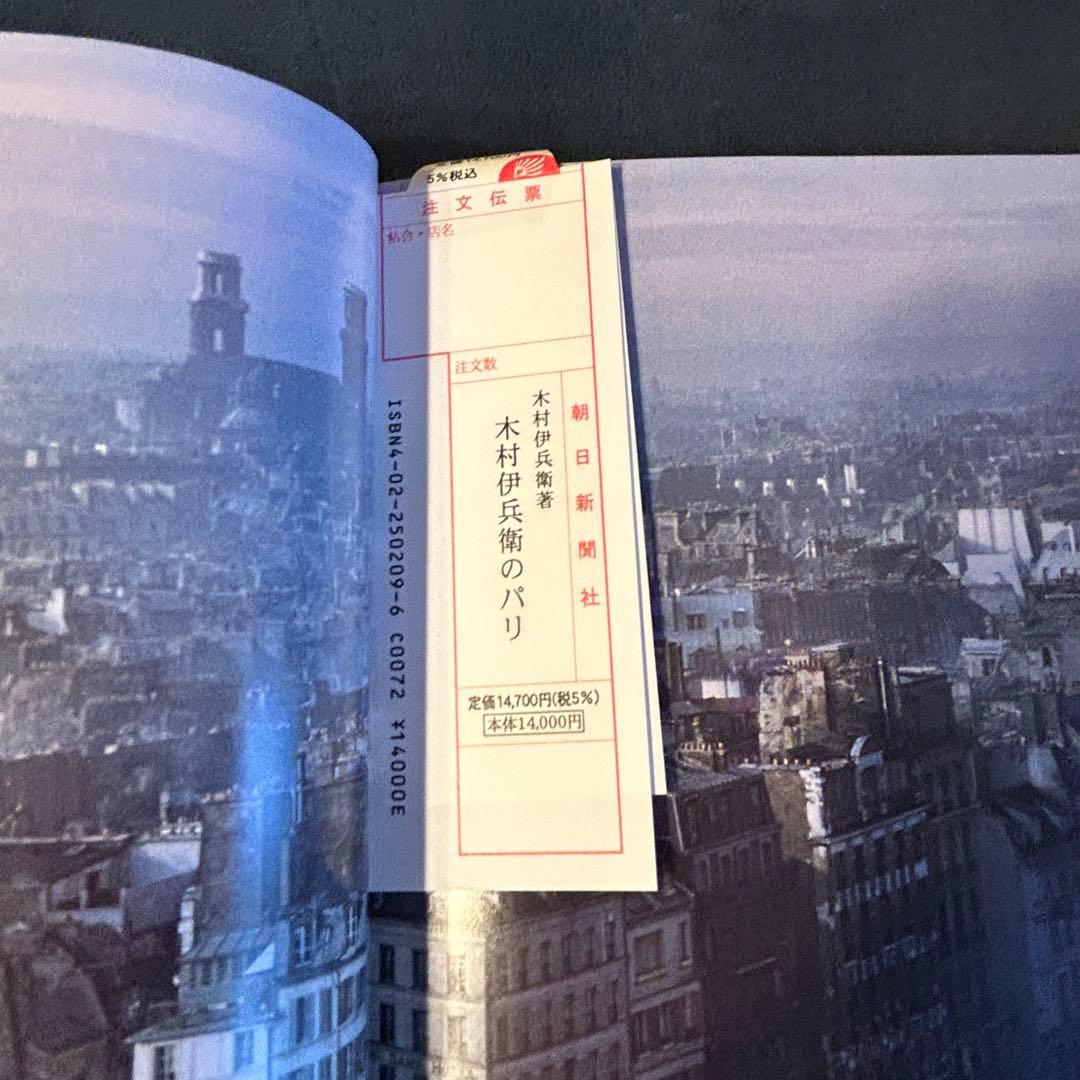 5%税込
注文伝票
帖合・店名
注文数
朝日新聞社
木村伊兵衛著
木村伊兵衛のパリ
定価14,700円(税5%)
本体14,000円
ISBN4-02-250209-6 C0072 ¥14000E